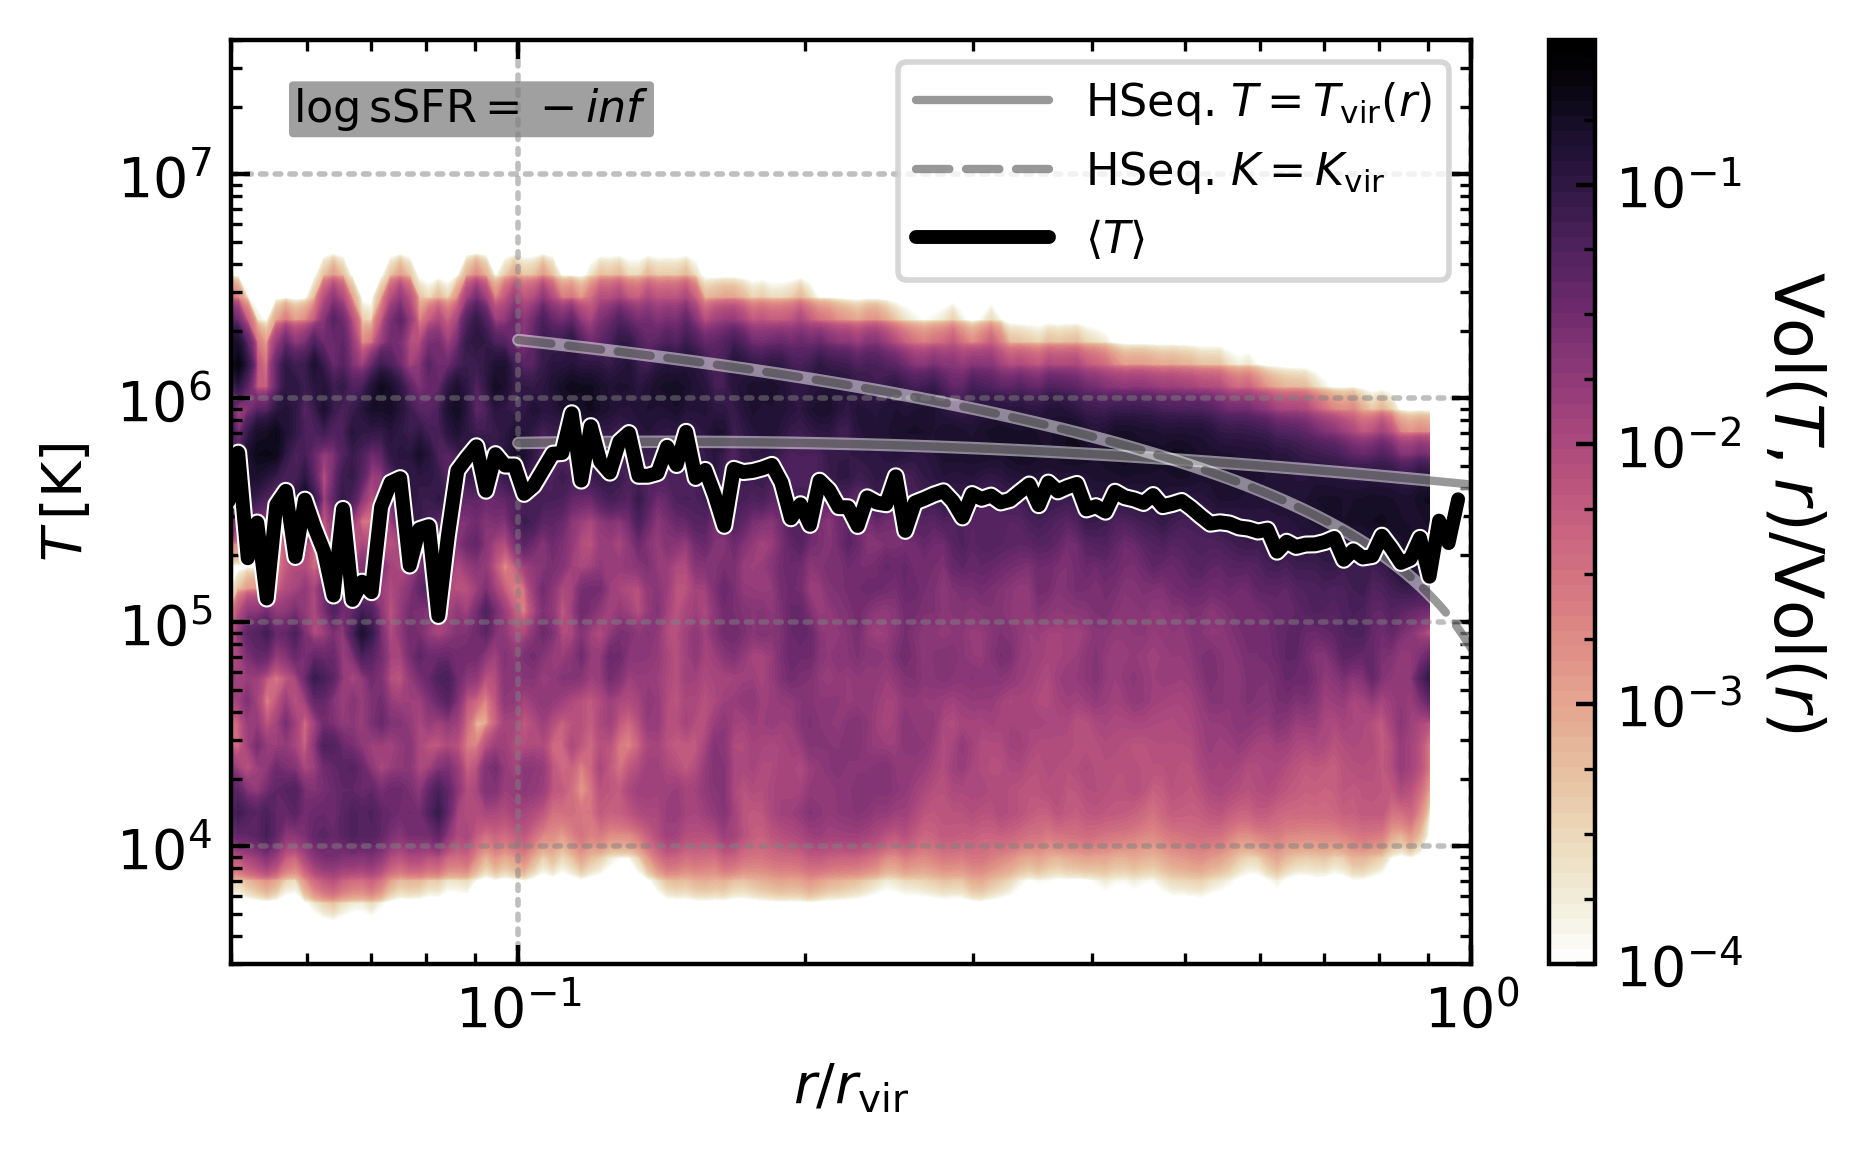 log sSFR = −inf
HSeq. T = T_vir(r)
HSeq. K = K_vir
⟨T⟩
10^7
10^6
10^5
10^4
T [K]
10^−1
10^0
r/r_vir
10^−1
10^−2
10^−3
10^−4
Vol(T, r)/Vol(r)